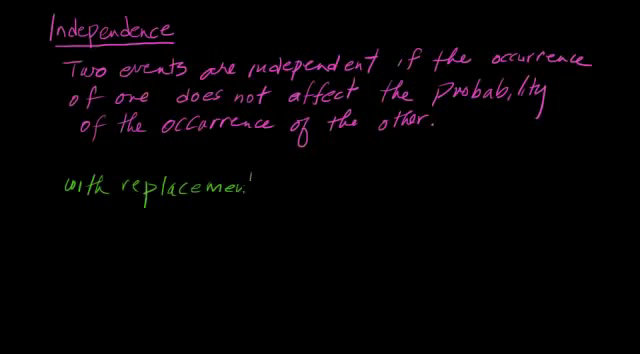 Independence
Two events are independent if the occurrence
of one does not affect the Probability
of the occurrence of the other.
with replacemen